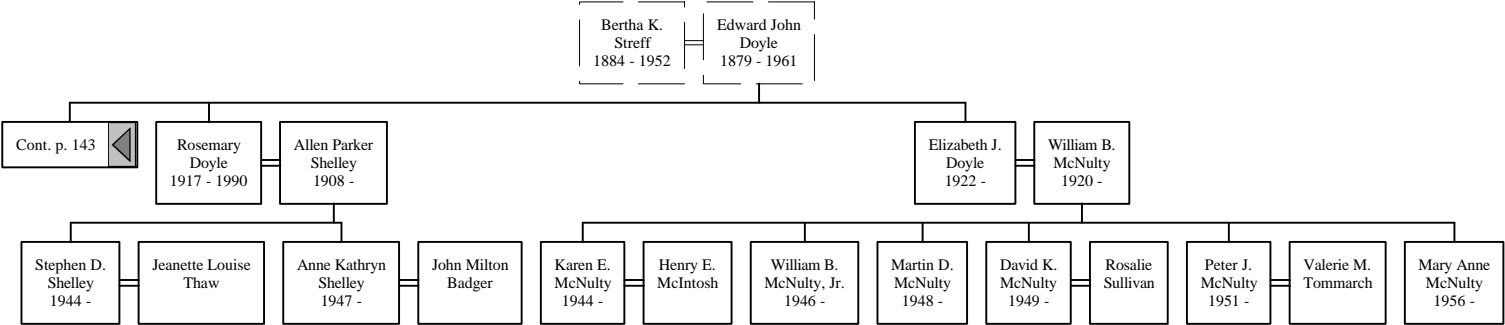 Bertha K.
Streff
1884 - 1952
Edward John
Doyle
1879 - 1961
Cont. p. 143
Rosemary
Doyle
1917 - 1990
Allen Parker
Shelley
1908 -
Elizabeth J.
Doyle
1922 -
William B.
McNulty
1920 -
Stephen D.
Shelley
1944 -
Jeanette Louise
Thaw
Anne Kathryn
Shelley
1947 -
John Milton
Badger
Karen E.
McNulty
1944 -
Henry E.
McIntosh
William B.
McNulty, Jr.
1946 -
Martin D.
McNulty
1948 -
David K.
McNulty
1949 -
Rosalie
Sullivan
Peter J.
McNulty
1951 -
Valerie M.
Tommarch
Mary Anne
McNulty
1956 -